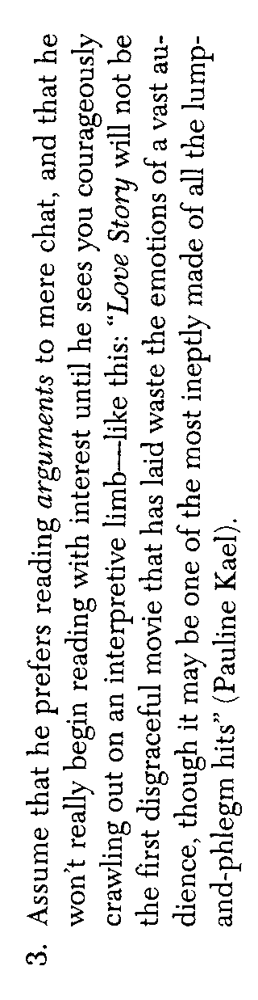 3. Assume that he prefers reading arguments to mere chat, and that he
won't really begin reading with interest until he sees you courageously
crawling out on an interpretive limb—like this: "Love Story will not be
the first disgraceful movie that has laid waste the emotions of a vast au-
dience, though it may be one of the most ineptly made of all the lump-
and-phlegm hits" (Pauline Kael).